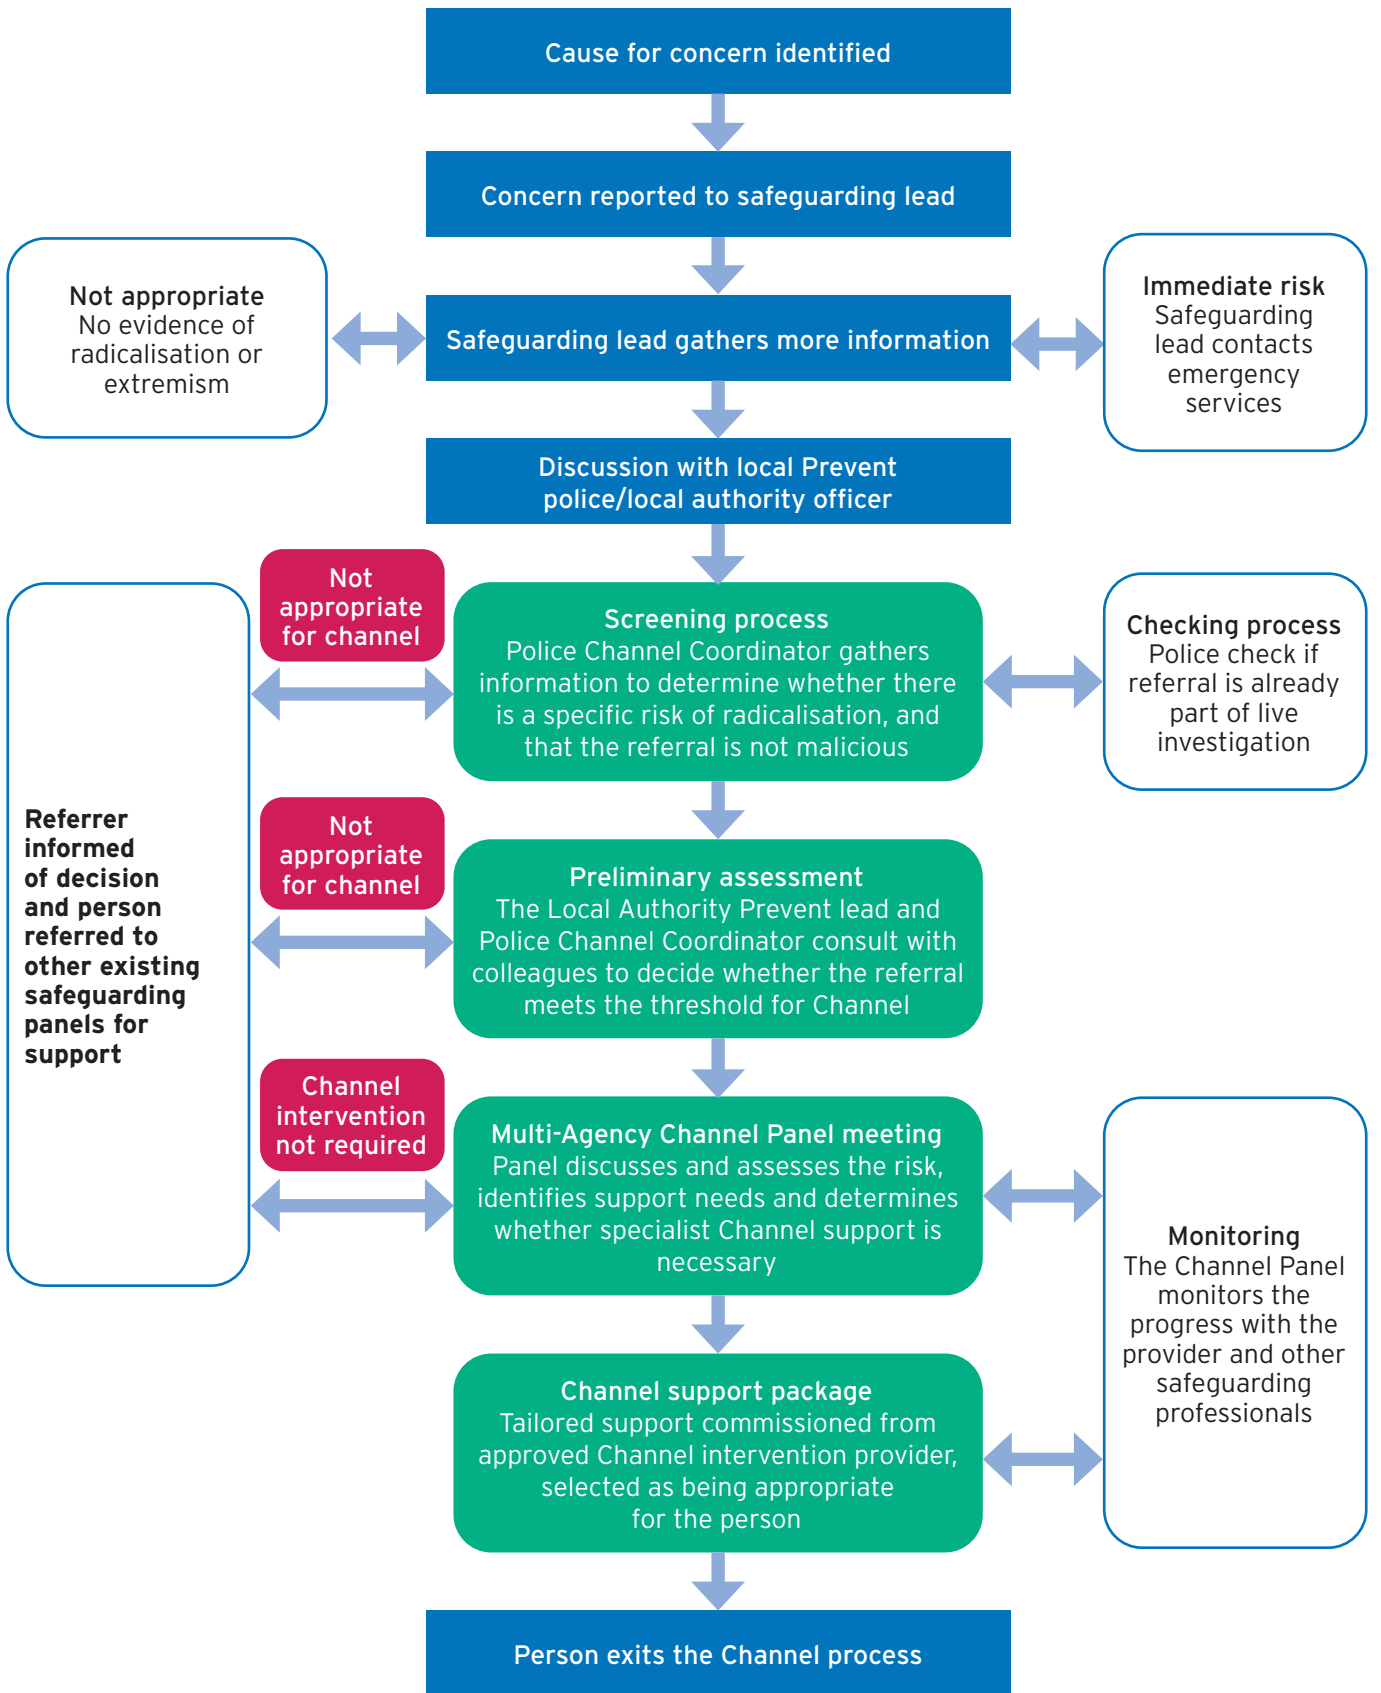 Cause for concern identified
Concern reported to safeguarding lead
Not appropriate
No evidence of
radicalisation or
extremism
Safeguarding lead gathers more information
Immediate risk
Safeguarding
lead contacts
emergency
services
Discussion with local Prevent
police/local authority officer
Not
appropriate
for channel
Screening process
Police Channel Coordinator gathers
information to determine whether there
is a specific risk of radicalisation, and
that the referral is not malicious
Checking process
Police check if
referral is already
part of live
investigation
Referrer
informed
of decision
and person
referred to
other existing
safeguarding
panels for
support
Not
appropriate
for channel
Preliminary assessment
The Local Authority Prevent lead and
Police Channel Coordinator consult with
colleagues to decide whether the referral
meets the threshold for Channel
Channel
intervention
not required
Multi-Agency Channel Panel meeting
Panel discusses and assesses the risk,
identifies support needs and determines
whether specialist Channel support is
necessary
Monitoring
The Channel Panel
monitors the
progress with the
provider and other
safeguarding
professionals
Channel support package
Tailored support commissioned from
approved Channel intervention provider,
selected as being appropriate
for the person
Person exits the Channel process